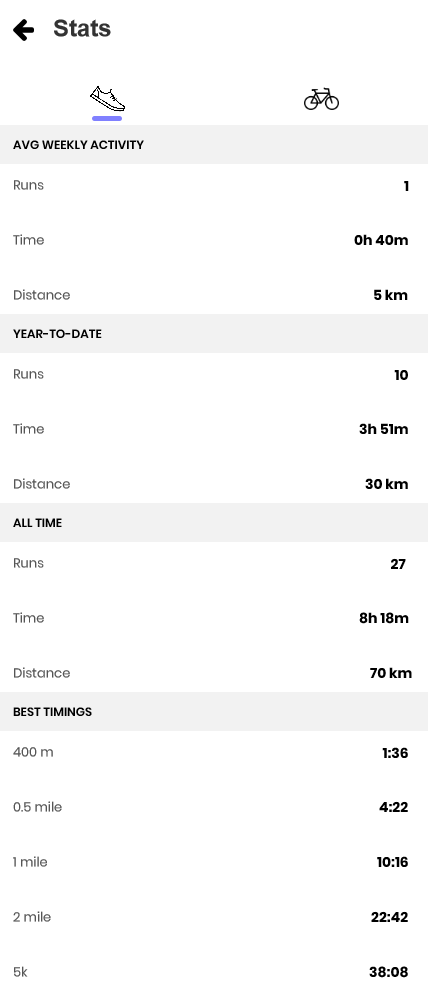 Stats
AVG WEEKLY ACTIVITY
Runs 1
Time 0h 40m
Distance 5 km
YEAR-TO-DATE
Runs 10
Time 3h 51m
Distance 30 km
ALL TIME
Runs 27
Time 8h 18m
Distance 70 km
BEST TIMINGS
400 m 1:36
0.5 mile 4:22
1 mile 10:16
2 mile 22:42
5k 38:08